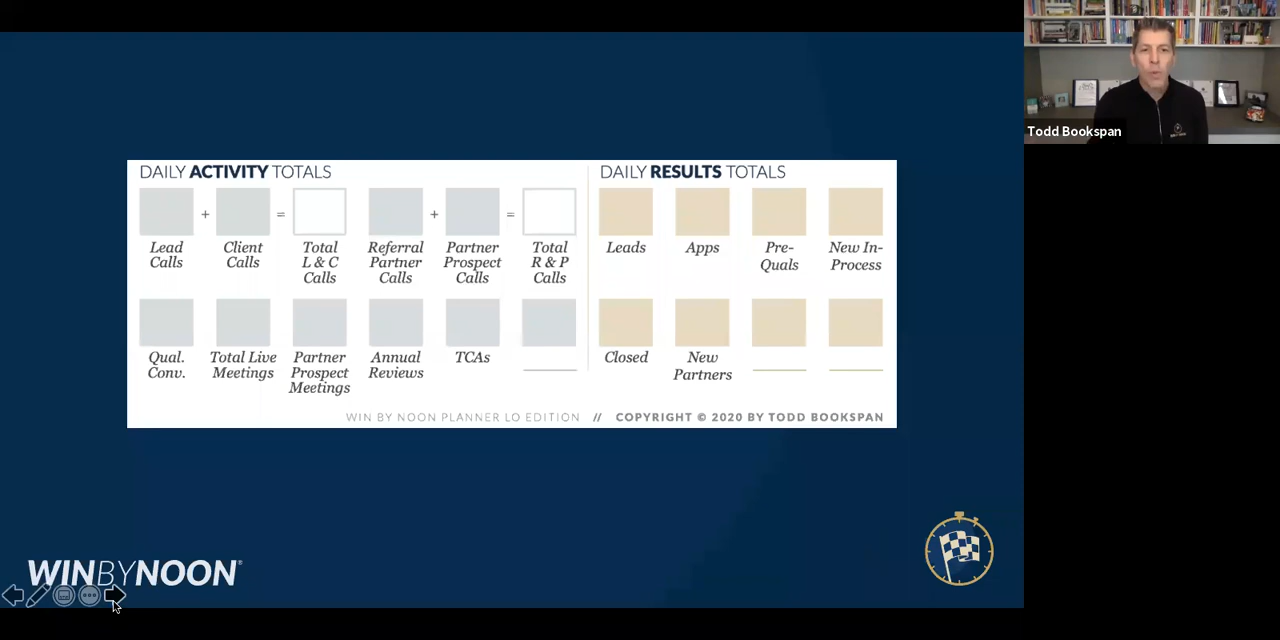 DAILY ACTIVITY TOTALS
+ = + =
Lead Calls
Client Calls
Total L & C Calls
Referral Partner Calls
Partner Prospect Calls
Total R & P Calls
Qual. Conv.
Total Live Meetings
Partner Prospect Meetings
Annual Reviews
TCAs
DAILY RESULTS TOTALS
Leads
Apps
Pre-Quals
New In-Process
Closed
New Partners
WIN BY NOON PLANNER LO EDITION // COPYRIGHT © 2020 BY TODD BOOKSPAN
WINBYNOON®
Todd Bookspan